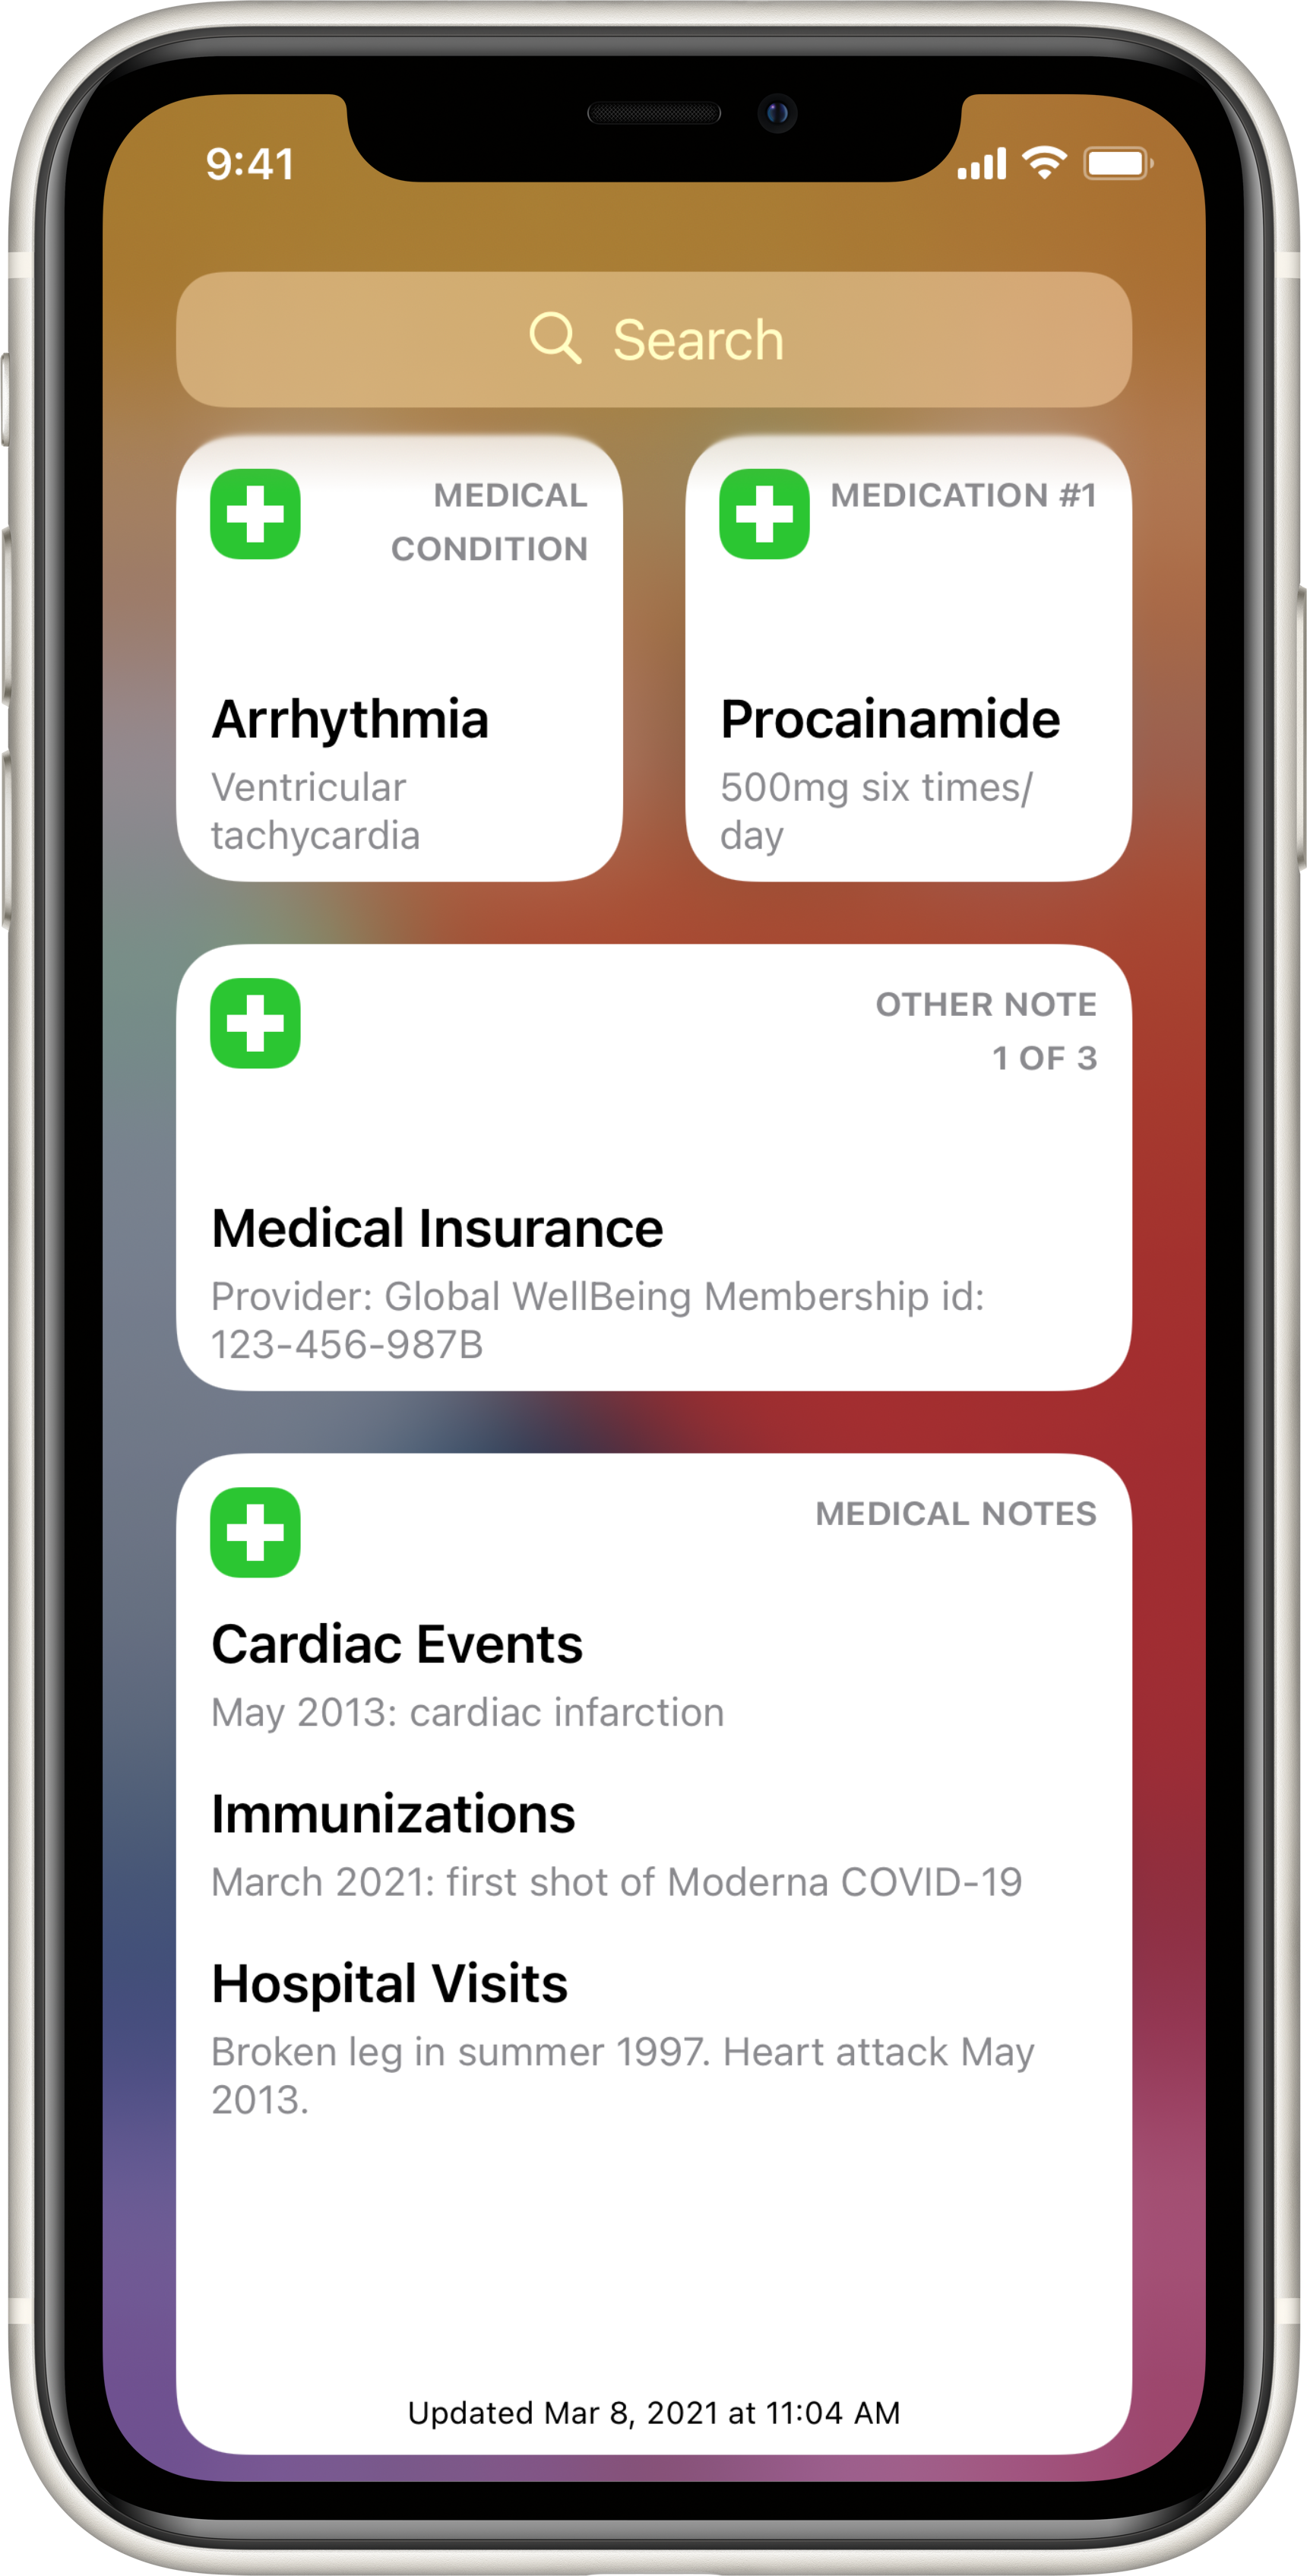 9:41
Search
MEDICAL
CONDITION
Arrhythmia
Ventricular
tachycardia
MEDICATION #1
Procainamide
500mg six times/
day
OTHER NOTE
1 OF 3
Medical Insurance
Provider: Global WellBeing Membership id:
123-456-987B
MEDICAL NOTES
Cardiac Events
May 2013: cardiac infarction
Immunizations
March 2021: first shot of Moderna COVID-19
Hospital Visits
Broken leg in summer 1997. Heart attack May
2013.
Updated Mar 8, 2021 at 11:04 AM